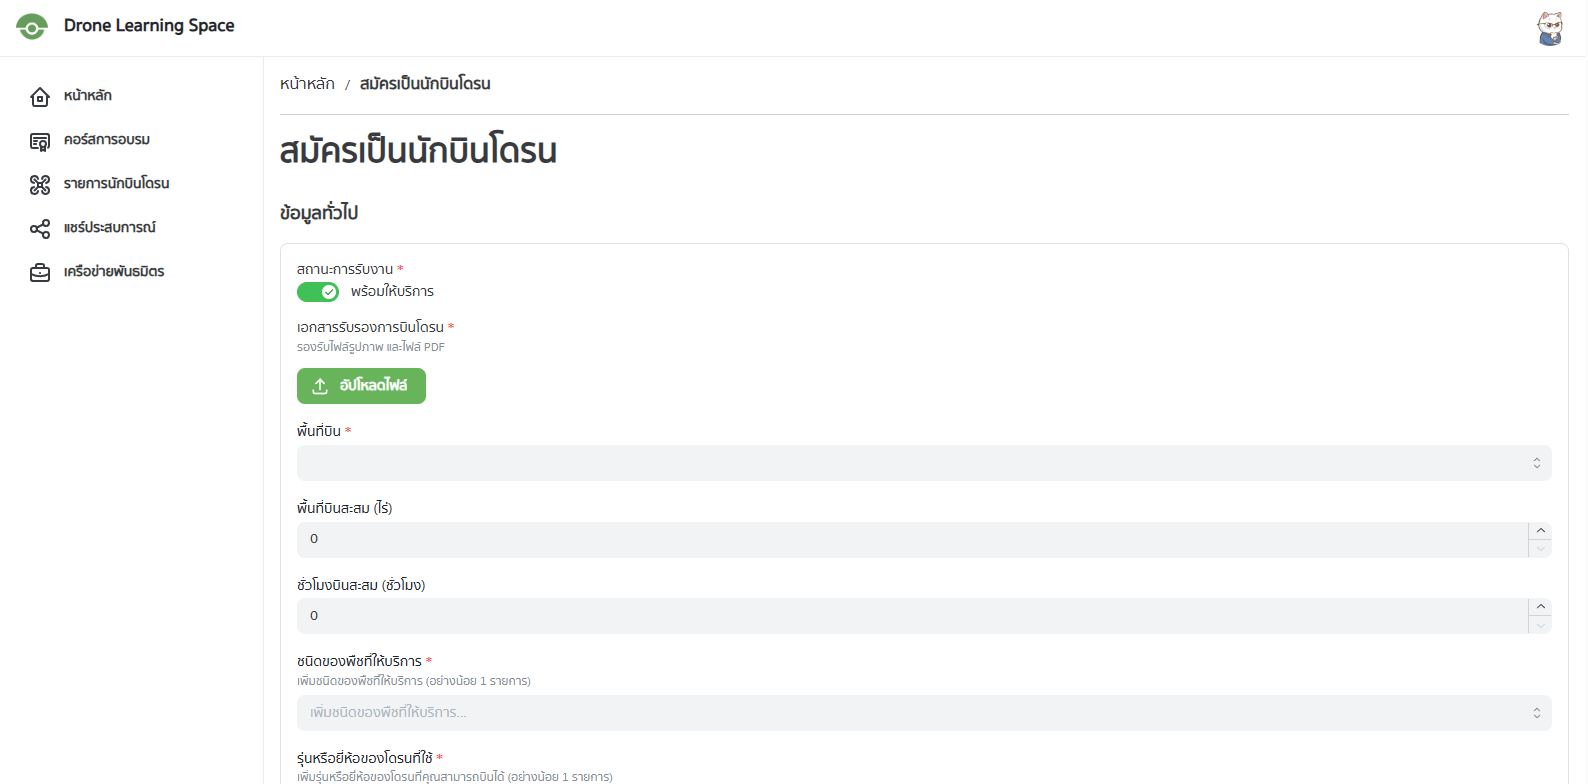 Drone Learning Space
หน้าหลัก
คอร์สการอบรม
รายการนักบินโดรน
แชร์ประสบการณ์
เครือข่ายพันธมิตร
หน้าหลัก / สมัครเป็นนักบินโดรน
สมัครเป็นนักบินโดรน
ข้อมูลทั่วไป
สถานะการรับงาน *
พร้อมให้บริการ
เอกสารรับรองการบินโดรน *
รองรับไฟล์รูปภาพ และไฟล์ PDF
อัปโหลดไฟล์
พื้นที่บิน *
พื้นที่บินสะสม (ไร่)
0
ชั่วโมงบินสะสม (ชั่วโมง)
0
ชนิดของพืชที่ให้บริการ *
เพิ่มชนิดของพืชที่ให้บริการ (อย่างน้อย 1 รายการ)
เพิ่มชนิดของพืชที่ให้บริการ...
รุ่นหรือยี่ห้อของโดรนที่ใช้ *
เพิ่มรุ่นหรือยี่ห้อของโดรนที่คุณสามารถบินได้ (อย่างน้อย 1 รายการ)